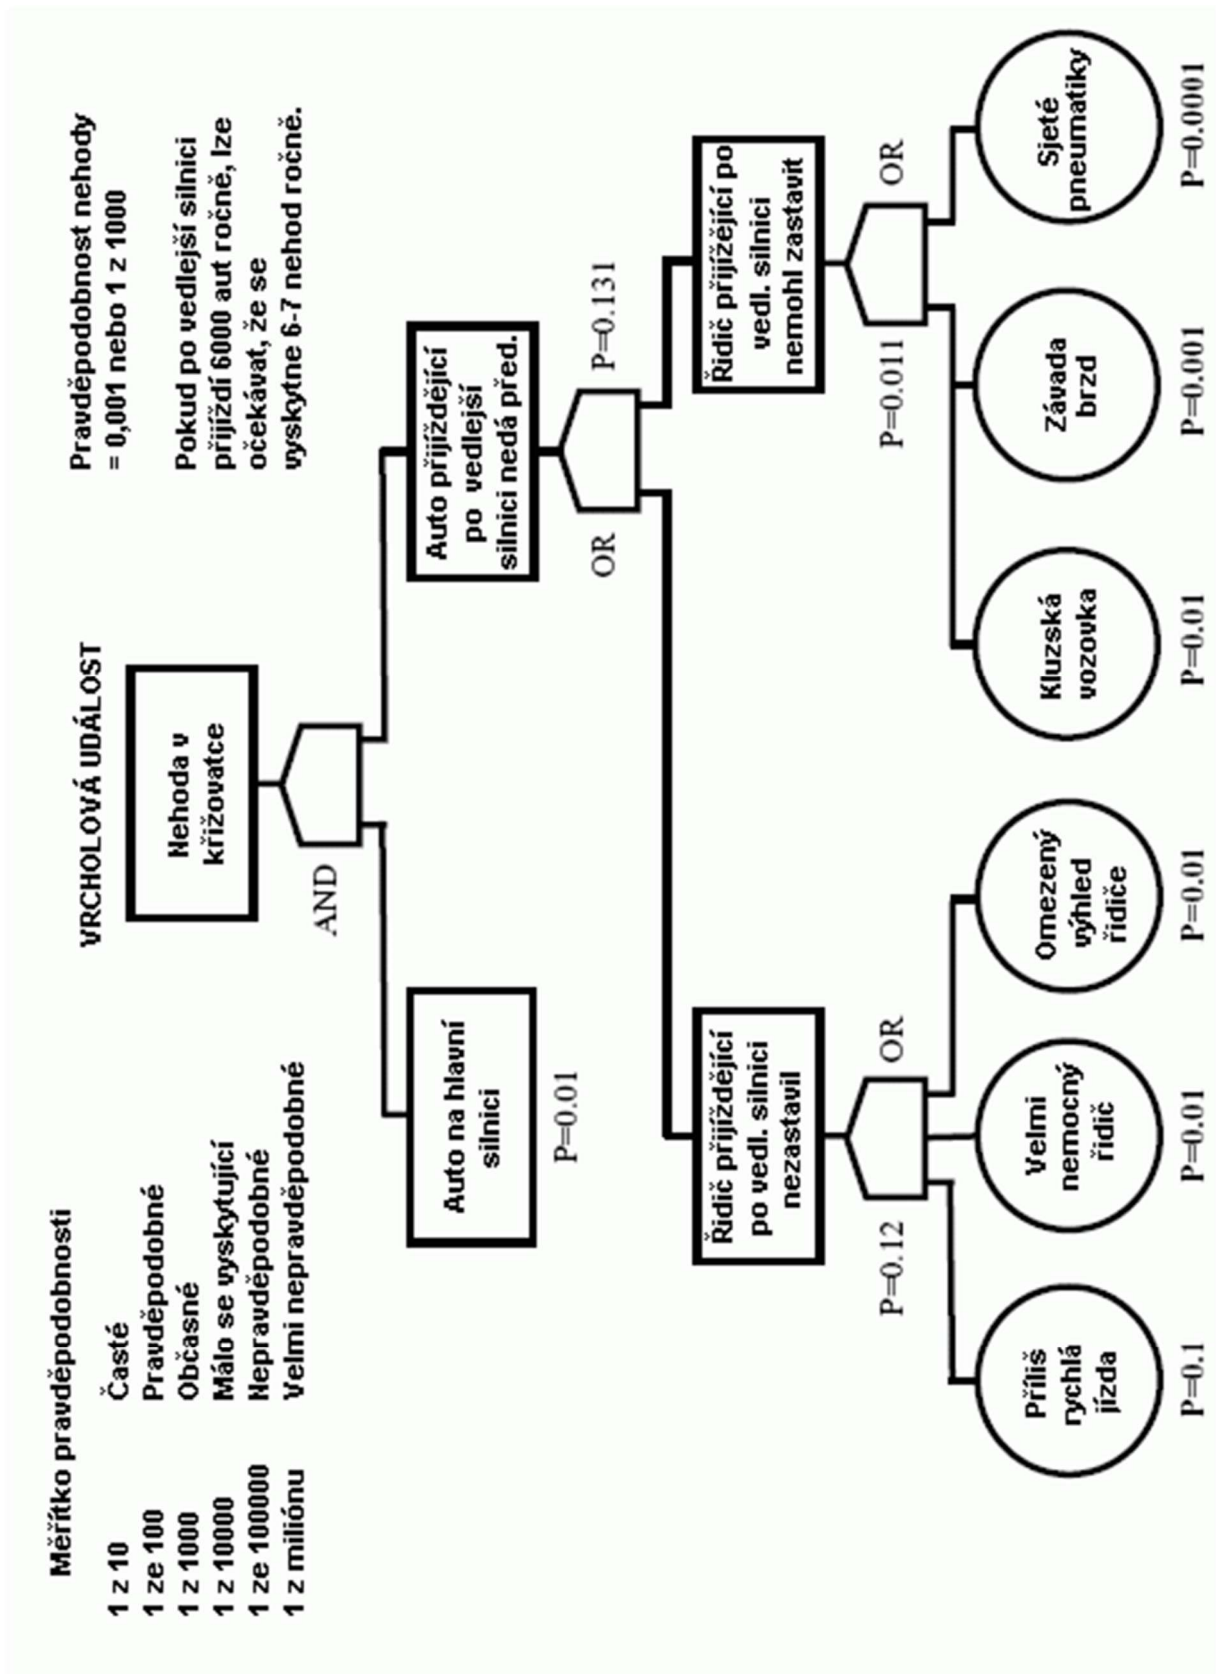 Měřítko pravděpodobnosti
1 z 10 Časté
1 ze 100 Pravděpodobné
1 z 1000 Občasné
1 z 10000 Málo se vyskytující
1 ze 100000 Nepravděpodobné
1 z miliónu Velmi nepravděpodobné
VRCHOLOVÁ UDÁLOST
Nehoda v
křižovatce
AND
Pravděpodobnost nehody
= 0,001 nebo 1 z 1000
Pokud po vedlejší silnici
přijíždí 6000 aut ročně, lze
očekávat, že se
vyskytne 6-7 nehod ročně.
Auto na hlavní
silnici
P=0.01
Auto přijíždějící
po vedlejší
silnici nedá před.
OR
P=0.131
Řidič přijíždějící
po vedl. silnici
nezastavil
P=0.12
OR
Řidič přijížející po
vedl. silnici
nemohl zastavit
P=0.011
OR
Příliš
rychlá
jízda
P=0.1
Velmi
nemocný
řidič
P=0.01
Omezený
výhled
řidiče
P=0.01
Kluzská
vozovka
P=0.01
Závada
brzd
P=0.001
Sjeté
pneumatiky
P=0.0001